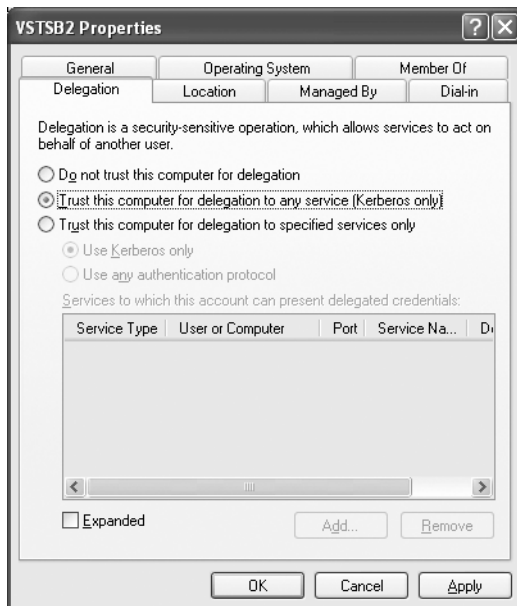 VSTSB2 Properties
General Operating System Member Of
Delegation Location Managed By Dial-in
Delegation is a security-sensitive operation, which allows services to act on
behalf of another user.
Do not trust this computer for delegation
Trust this computer for delegation to any service (Kerberos only)
Trust this computer for delegation to specified services only
Use Kerberos only
Use any authentication protocol
Services to which this account can present delegated credentials:
Service Type User or Computer Port Service Na...
Expanded Add... Remove
OK Cancel Apply